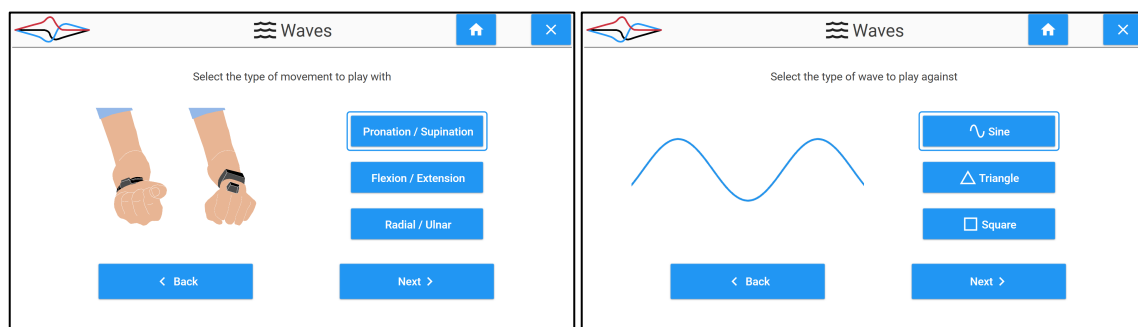 Waves
Select the type of movement to play with
Pronation / Supination
Flexion / Extension
Radial / Ulnar
Back
Next
Waves
Select the type of wave to play against
Sine
Triangle
Square
Back
Next